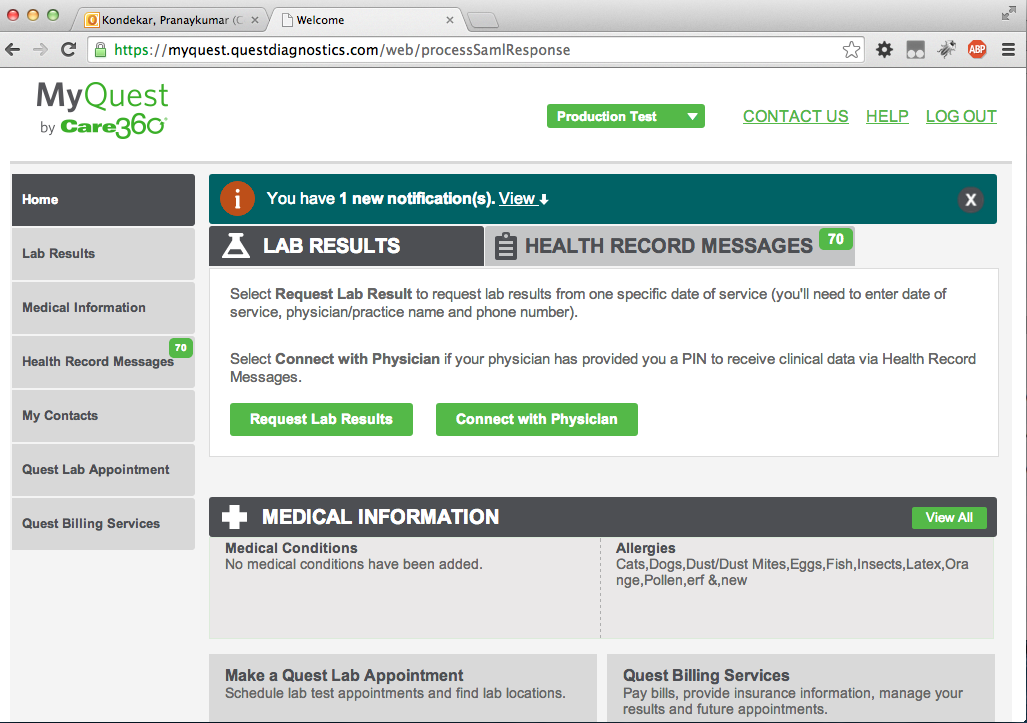 Kondekar, Pranaykumar (C
Welcome
https://myquest.questdiagnostics.com/web/processSamlResponse
ABP
MyQuest
by Care360
Production Test
CONTACT US
HELP
LOG OUT
Home
Lab Results
Medical Information
Health Record Messages
70
My Contacts
Quest Lab Appointment
Quest Billing Services
i
You have 1 new notification(s). View
X
LAB RESULTS
HEALTH RECORD MESSAGES
70
Select Request Lab Result to request lab results from one specific date of service (you'll need to enter date of
service, physician/practice name and phone number).
Select Connect with Physician if your physician has provided you a PIN to receive clinical data via Health Record
Messages.
Request Lab Results
Connect with Physician
MEDICAL INFORMATION
View All
Medical Conditions
No medical conditions have been added.
Allergies
Cats,Dogs,Dust/Dust Mites,Eggs,Fish,Insects,Latex,Ora
nge,Pollen,erf &,new
Make a Quest Lab Appointment
Schedule lab test appointments and find lab locations.
Quest Billing Services
Pay bills, provide insurance information, manage your
results and future appointments.